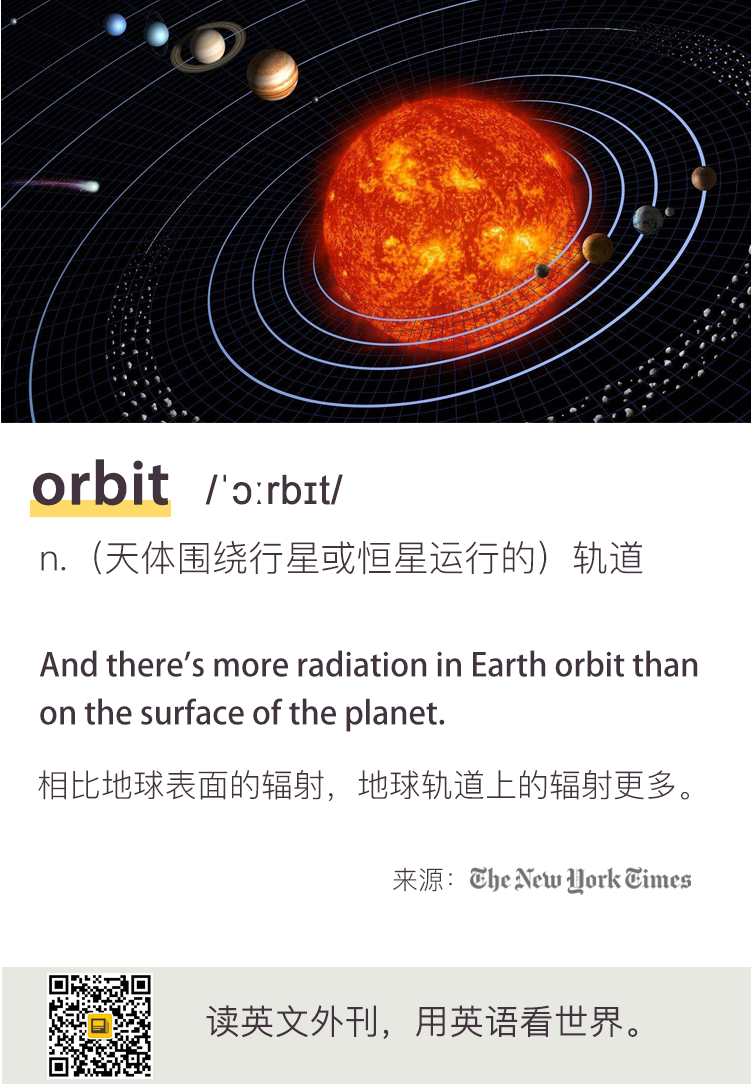 orbit /ˈɔːrbɪt/
n.（天体围绕行星或恒星运行的）轨道
And there’s more radiation in Earth orbit than
on the surface of the planet.
相比地球表面的辐射，地球轨道上的辐射更多。
来源：The New York Times
读英文外刊，用英语看世界。